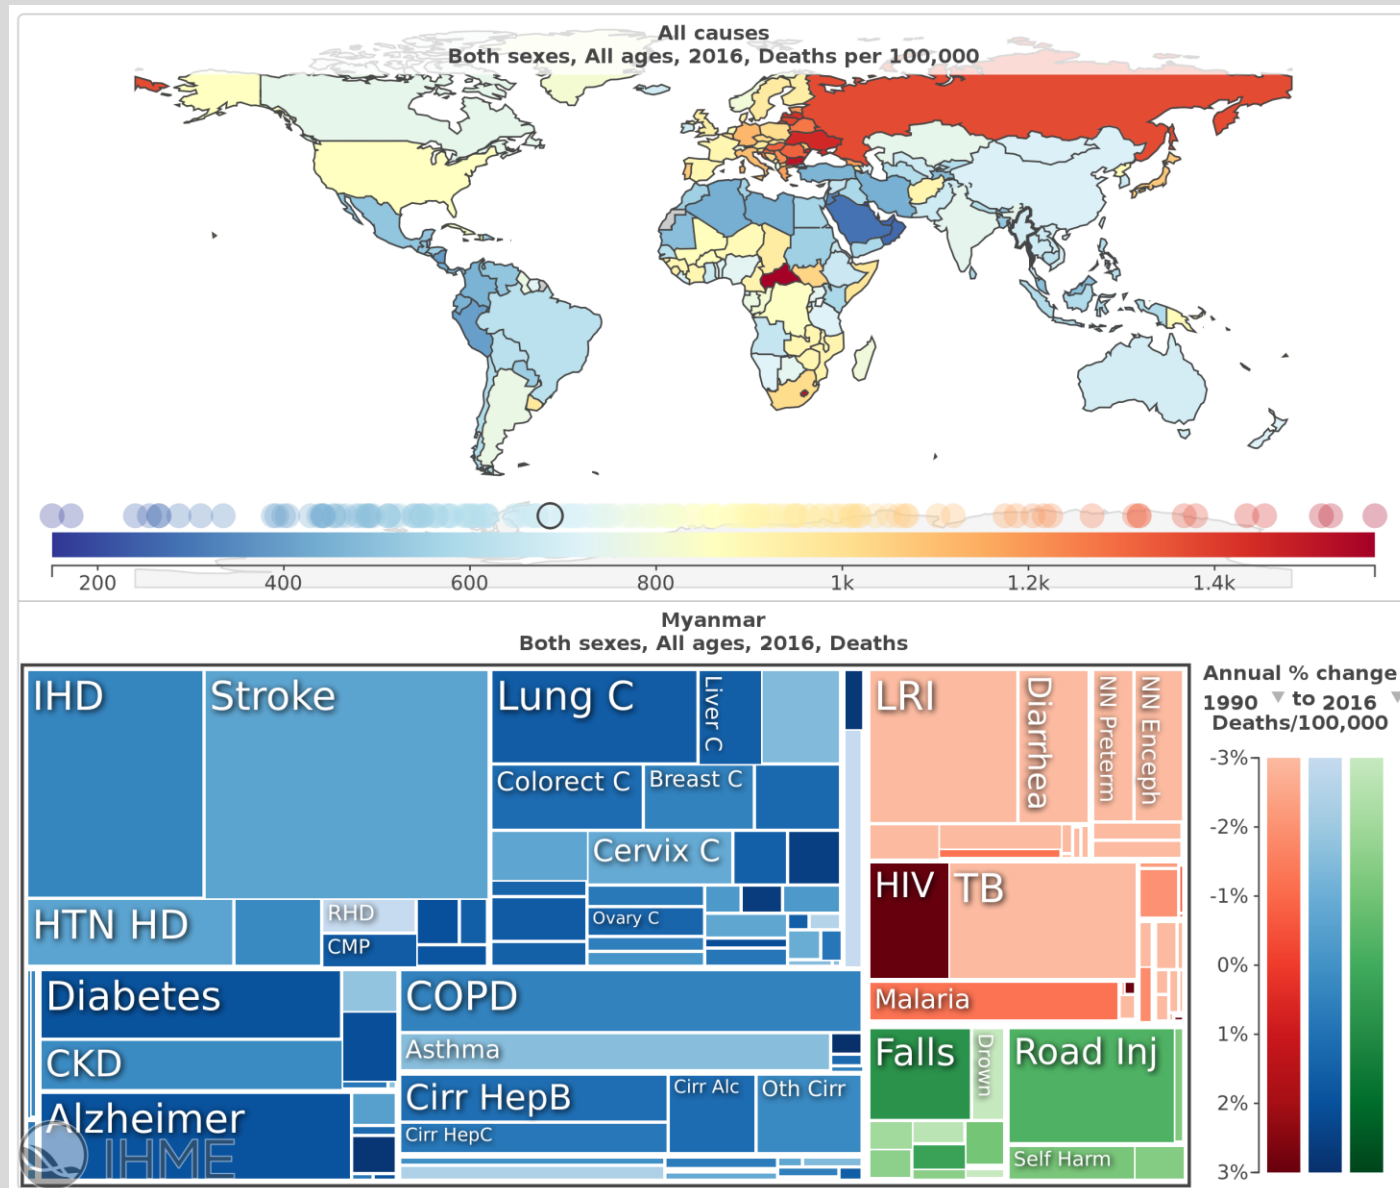 All causes
Both sexes, All ages, 2016, Deaths per 100,000
200 400 600 800 1k 1.2k 1.4k
Myanmar
Both sexes, All ages, 2016, Deaths
IHD
Stroke
HTN HD
RHD
CMP
Lung C
Liver C
Colorect C
Breast C
Cervix C
Ovary C
LRI
Diarrhea
NN Preterm
NN Enceph
HIV
TB
Malaria
Diabetes
CKD
Alzheimer
COPD
Asthma
Cirr HepB
Cirr HepC
Cirr Alc
Oth Cirr
Falls
Drown
Road Inj
Self Harm
IHME
Annual % change
1990 to 2016
Deaths/100,000
-3%
-2%
-1%
0%
1%
2%
3%